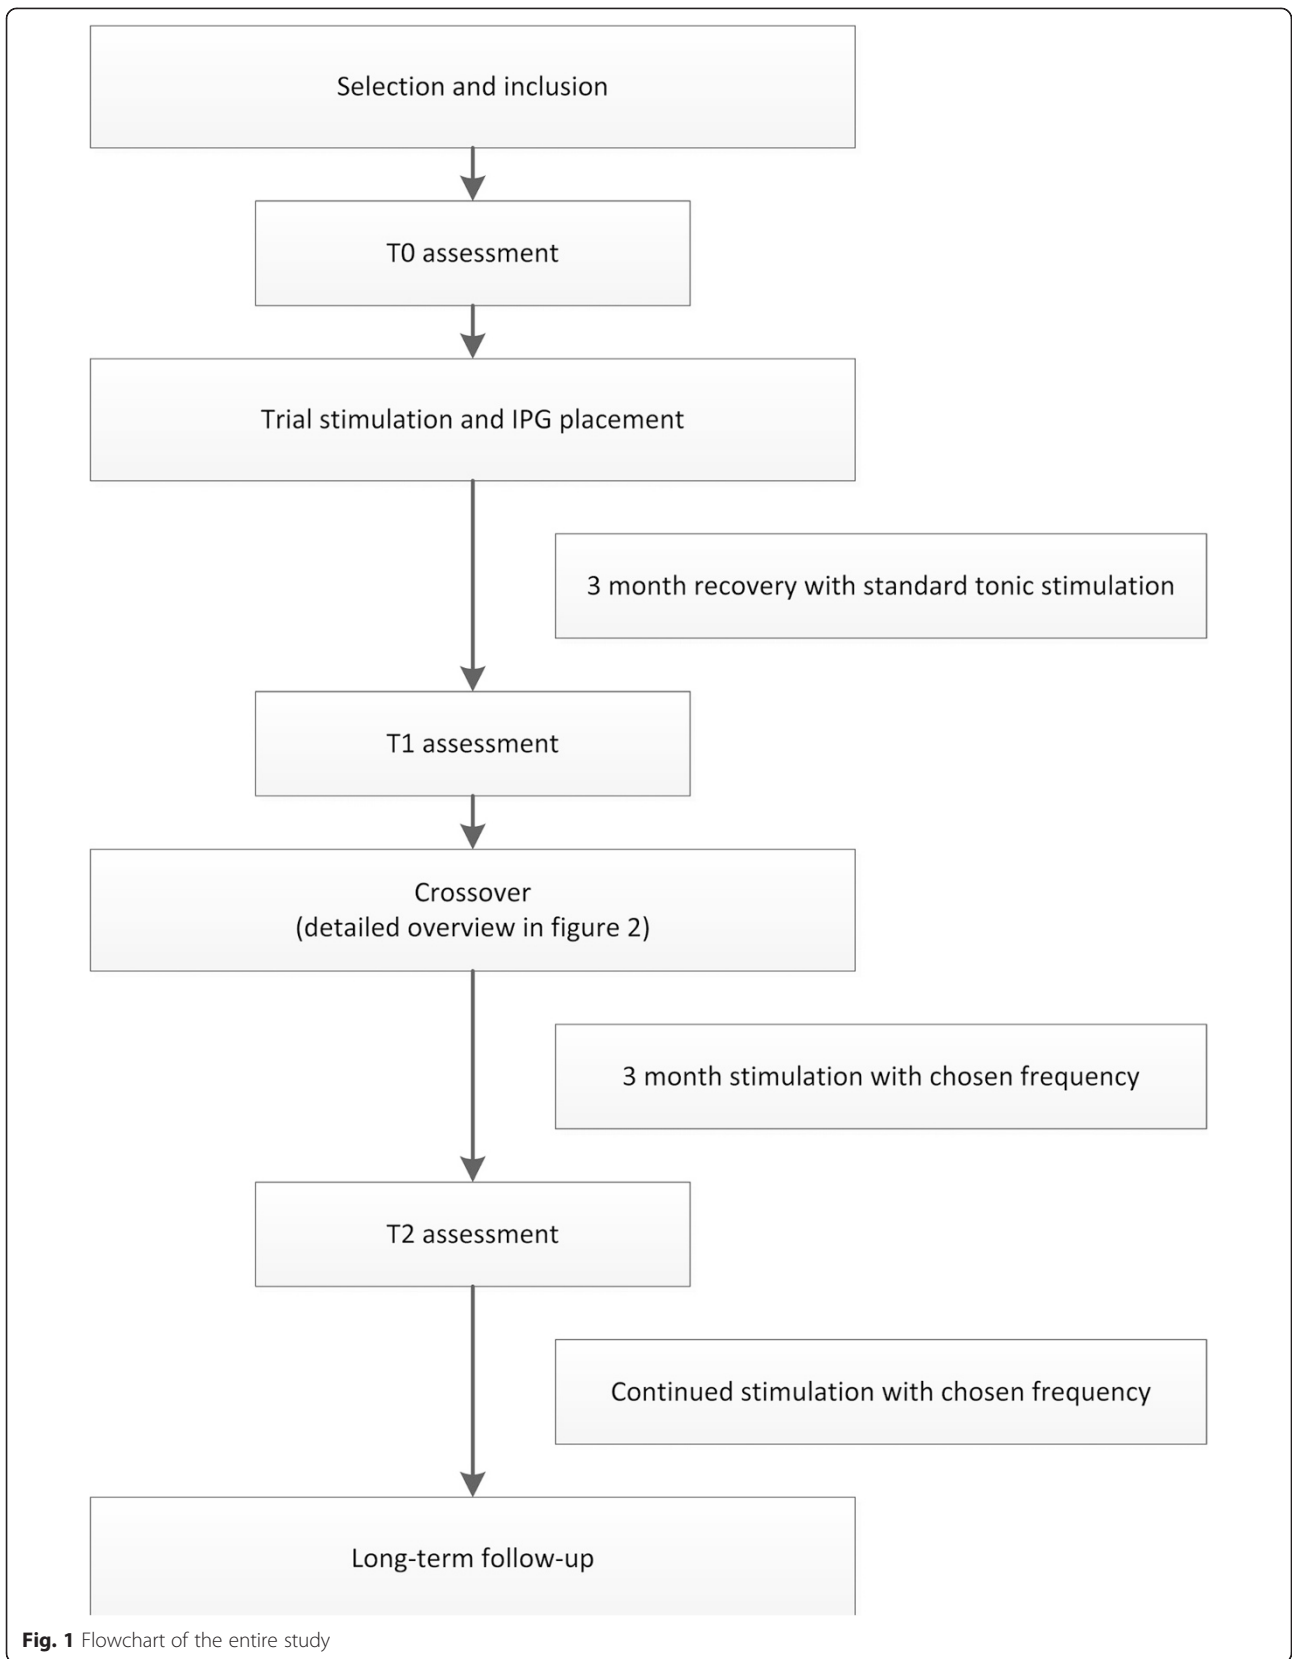 Selection and inclusion
T0 assessment
Trial stimulation and IPG placement
3 month recovery with standard tonic stimulation
T1 assessment
Crossover
(detailed overview in figure 2)
3 month stimulation with chosen frequency
T2 assessment
Continued stimulation with chosen frequency
Long-term follow-up
Fig. 1 Flowchart of the entire study